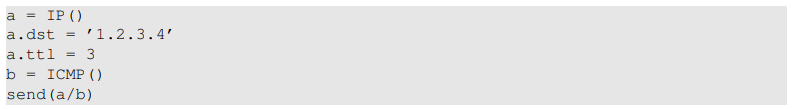 a = IP()
a.dst = ’1.2.3.4’
a.ttl = 3
b = ICMP()
send(a/b)